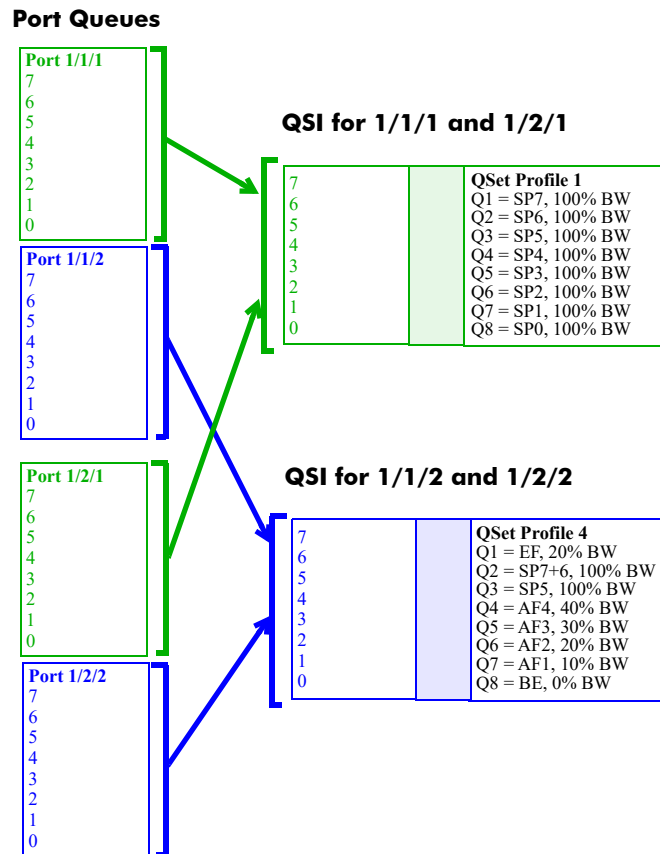 Port Queues
Port 1/1/1
7
6
5
4
3
2
1
0
Port 1/1/2
7
6
5
4
3
2
1
0
Port 1/2/1
7
6
5
4
3
2
1
0
Port 1/2/2
7
6
5
4
3
2
1
0
QSI for 1/1/1 and 1/2/1
7
6
5
4
3
2
1
0
QSet Profile 1
Q1 = SP7, 100% BW
Q2 = SP6, 100% BW
Q3 = SP5, 100% BW
Q4 = SP4, 100% BW
Q5 = SP3, 100% BW
Q6 = SP2, 100% BW
Q7 = SP1, 100% BW
Q8 = SP0, 100% BW
QSI for 1/1/2 and 1/2/2
7
6
5
4
3
2
1
0
QSet Profile 4
Q1 = EF, 20% BW
Q2 = SP7+6, 100% BW
Q3 = SP5, 100% BW
Q4 = AF4, 40% BW
Q5 = AF3, 30% BW
Q6 = AF2, 20% BW
Q7 = AF1, 10% BW
Q8 = BE, 0% BW